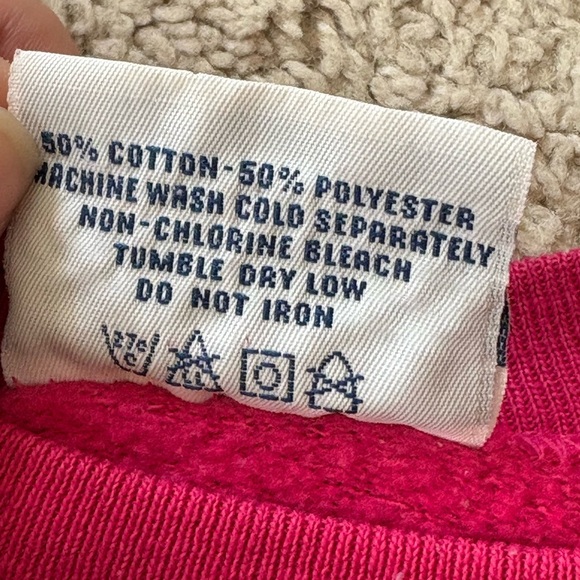 50% COTTON-50% POLYESTER
MACHINE WASH COLD SEPARATELY
NON-CHLORINE BLEACH
TUMBLE DRY LOW
DO NOT IRON